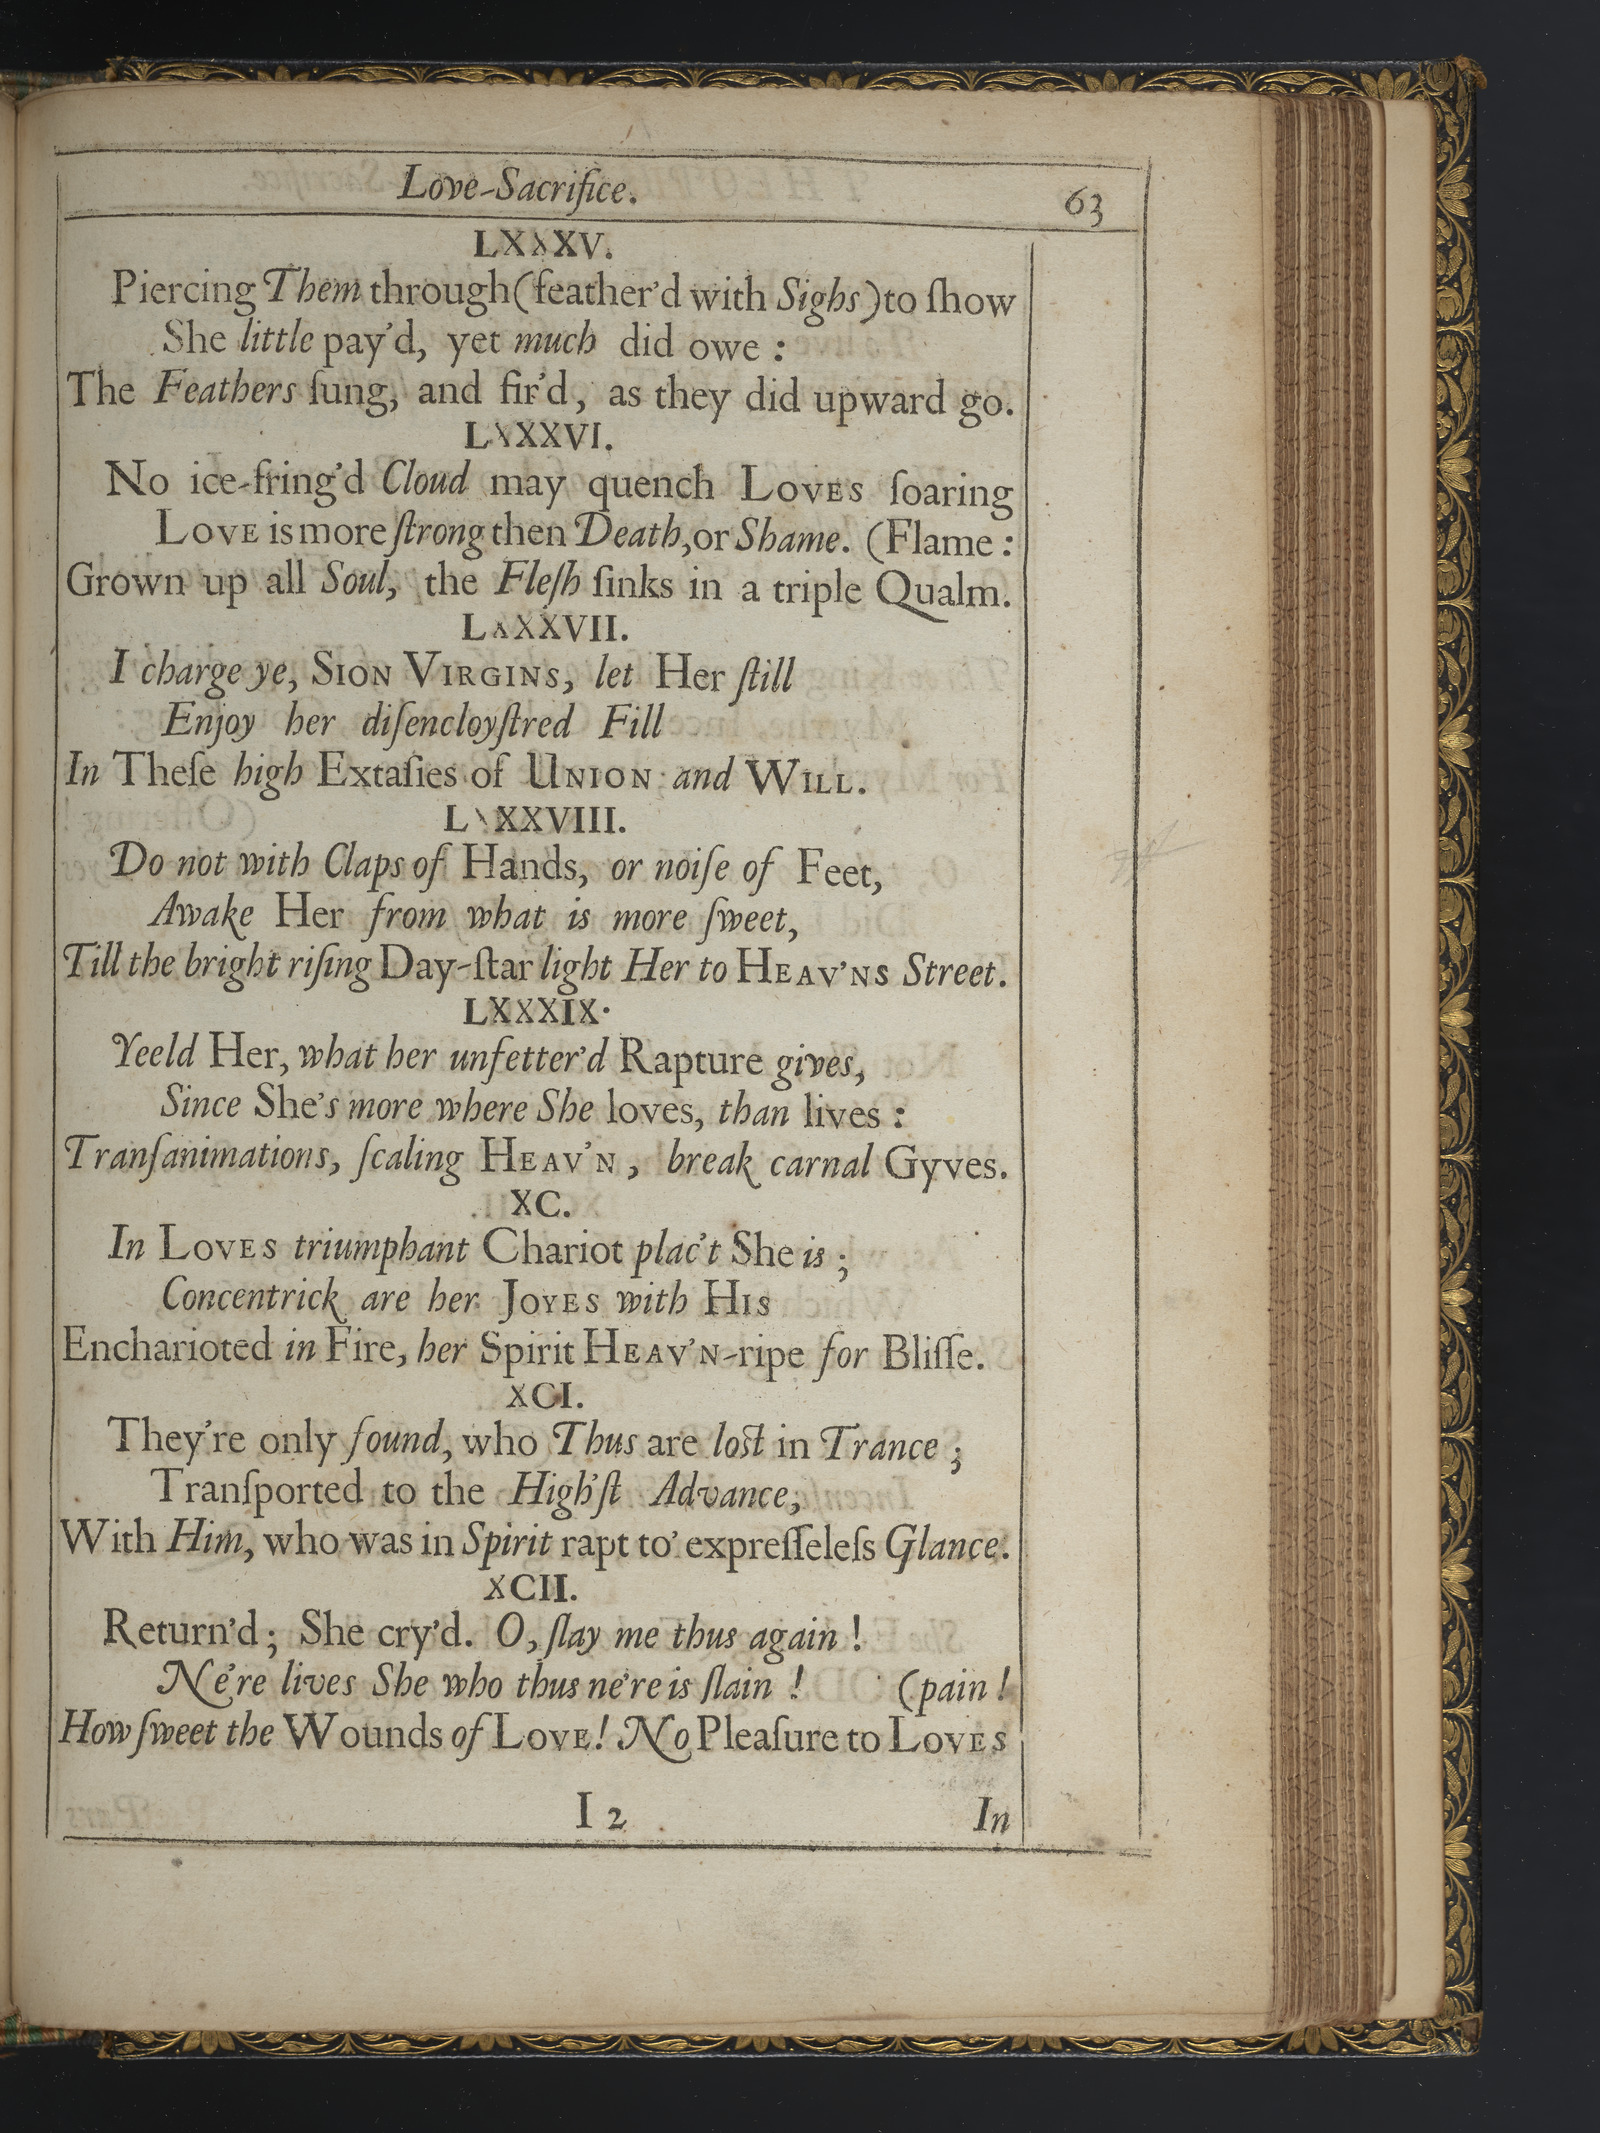 Love-Sacrifice. 63
LXXXV.
Piercing Them through (feather'd with Sighs) to ſhow
She little pay'd, yet much did owe :
The Feathers ſung, and fir'd, as they did upward go.
LXXXVI.
No ice-fring'd Cloud may quench LOVES ſoaring
LOVE is more ſtrong then Death, or Shame. (Flame :
Grown up all Soul, the Fleſh ſinks in a triple Qualm.
LXXXVII.
I charge ye, SION VIRGINS, let Her ſtill
Enjoy her diſencloyſtred Fill
In Theſe high Extaſies of UNION and WILL.
LXXXVIII.
Do not with Claps of Hands, or noiſe of Feet,
Awake Her from what is more ſweet,
Till the bright riſing Day-ſtar light Her to HEAV'NS Street.
LXXXIX.
Yeeld Her, what her unfetter'd Rapture gives,
Since She's more where She loves, than lives :
Tranſanimations, ſcaling HEAV'N, break carnal Gyves.
XC.
In LOVES triumphant Chariot plac't She is ;
Concentrick are her JOYES with HIS
Encharioted in Fire, her Spirit HEAV'N-ripe for Bliſſe.
XCI.
They're only found, who Thus are loſt in Trance ;
Tranſported to the High'ſt Advance,
With Him, who was in Spirit rapt to' expreſſeleſs Glance.
XCII.
Return'd ; She cry'd. O, ſlay me thus again !
Ne're lives She who thus ne're is ſlain ! (pain !
How ſweet the Wounds of LOVE! No Pleaſure to LOVES
I 2 In